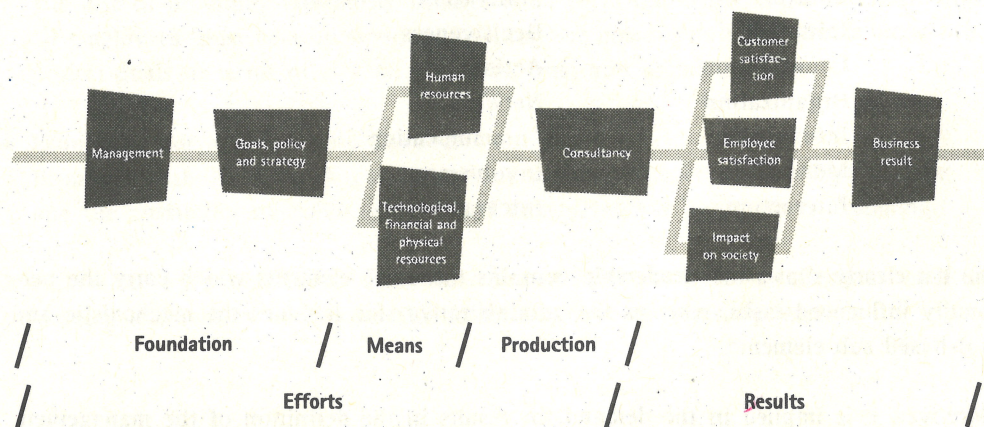 Management
Goals, policy
and strategy
Human
resources
Technological,
financial and
physical
resources
Consultancy
Customer
satisfac-
tion
Employee
satisfaction
Impact
on society
Business
result
Foundation
Means
Production
Efforts
Results